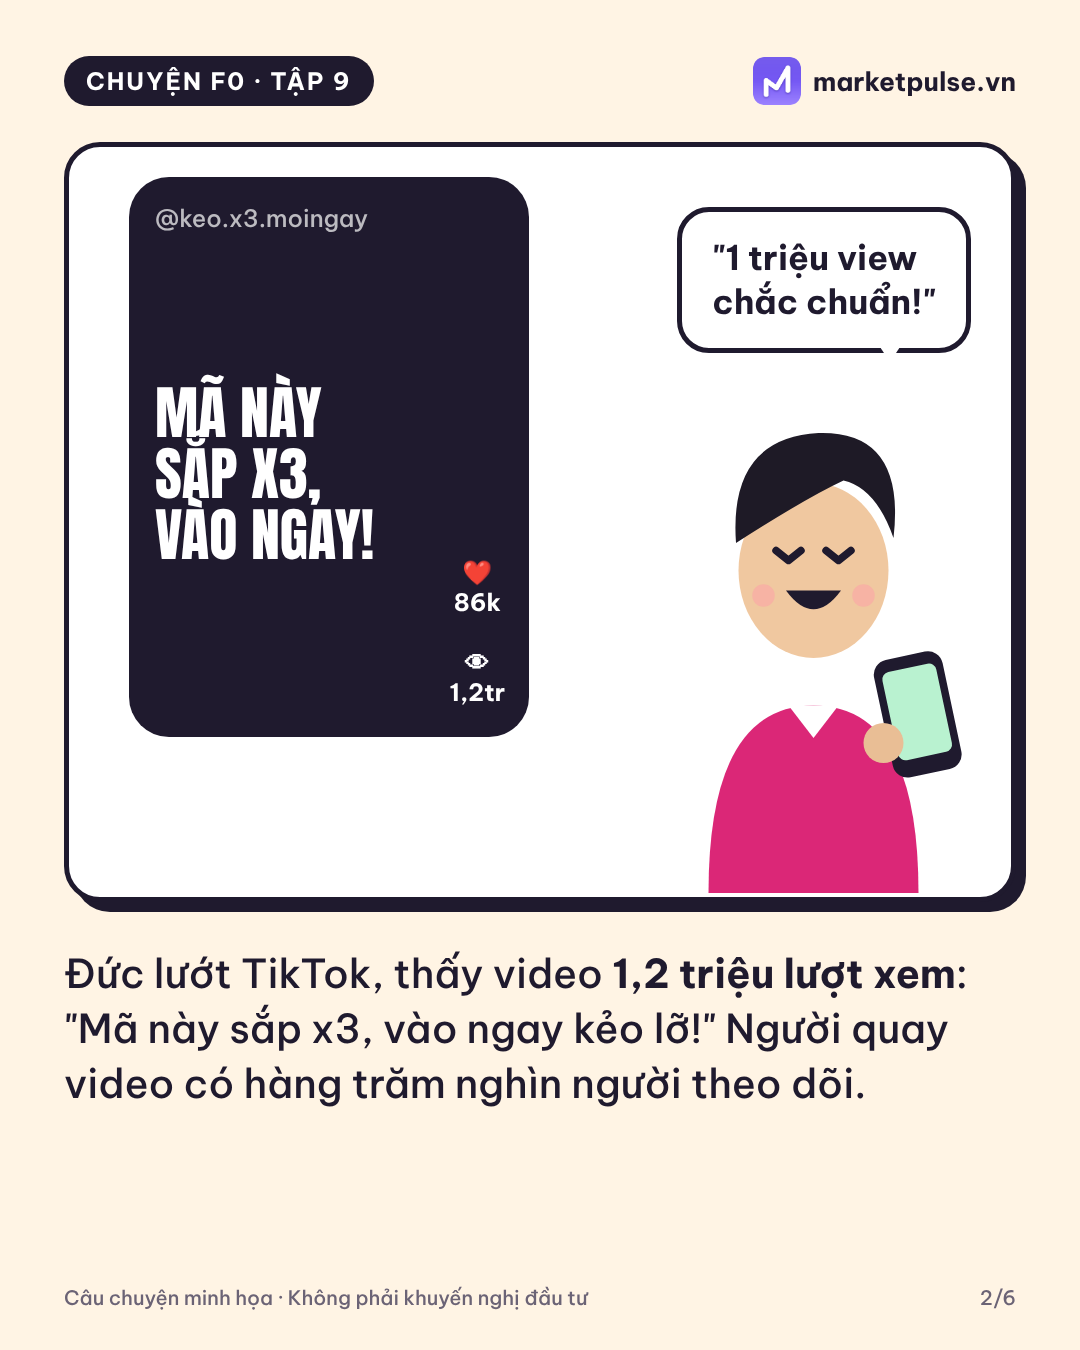 CHUYỆN F0 · TẬP 9
marketpulse.vn
@keo.x3.moingay
MÃ NÀY
SẮP X3,
VÀO NGAY!
❤️
86k
👁
1,2tr
"1 triệu view
chắc chuẩn!"
Đức lướt TikTok, thấy video 1,2 triệu lượt xem:
"Mã này sắp x3, vào ngay kẻo lỡ!" Người quay
video có hàng trăm nghìn người theo dõi.
Câu chuyện minh họa · Không phải khuyến nghị đầu tư
2/6